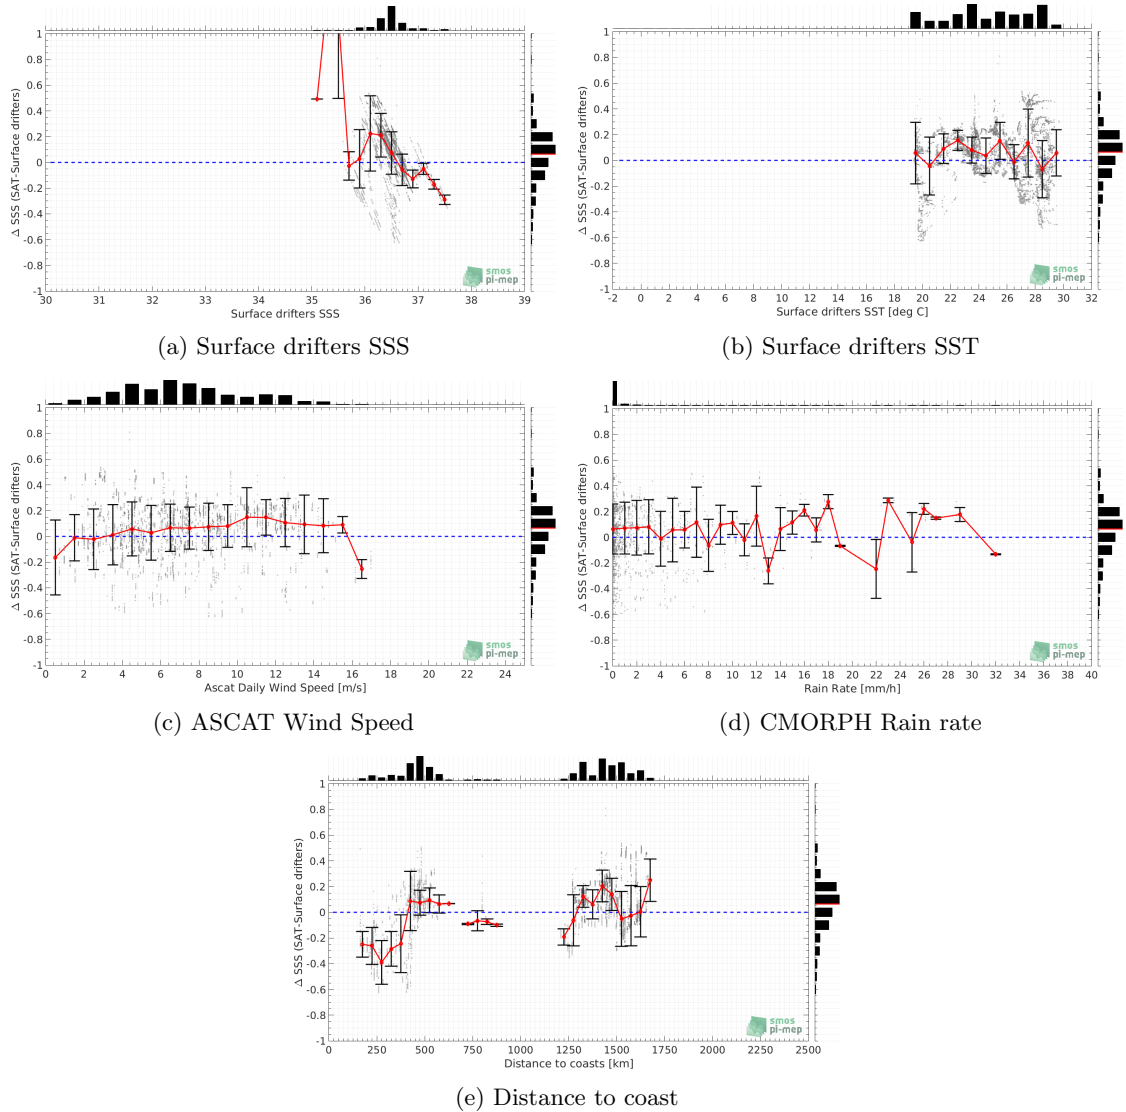 1
0.8
0.6
0.4
0.2
0
-0.2
-0.4
-0.6
-0.8
-1
Δ SSS (SAT-Surface drifters)
30 31 32 33 34 35 36 37 38 39
Surface drifters SSS
smos
pi-mep
(a) Surface drifters SSS
1
0.8
0.6
0.4
0.2
0
-0.2
-0.4
-0.6
-0.8
-1
Δ SSS (SAT-Surface drifters)
-2 0 2 4 6 8 10 12 14 16 18 20 22 24 26 28 30 32
Surface drifters SST [deg C]
smos
pi-mep
(b) Surface drifters SST
1
0.8
0.6
0.4
0.2
0
-0.2
-0.4
-0.6
-0.8
-1
Δ SSS (SAT-Surface drifters)
0 2 4 6 8 10 12 14 16 18 20 22 24
Ascat Daily Wind Speed [m/s]
smos
pi-mep
(c) ASCAT Wind Speed
1
0.8
0.6
0.4
0.2
0
-0.2
-0.4
-0.6
-0.8
-1
Δ SSS (SAT-Surface drifters)
0 2 4 6 8 10 12 14 16 18 20 22 24 26 28 30 32 34 36 38 40
Rain Rate [mm/h]
smos
pi-mep
(d) CMORPH Rain rate
1
0.8
0.6
0.4
0.2
0
-0.2
-0.4
-0.6
-0.8
-1
Δ SSS (SAT-Surface drifters)
0 250 500 750 1000 1250 1500 1750 2000 2250 2500
Distance to coasts [km]
smos
pi-mep
(e) Distance to coast